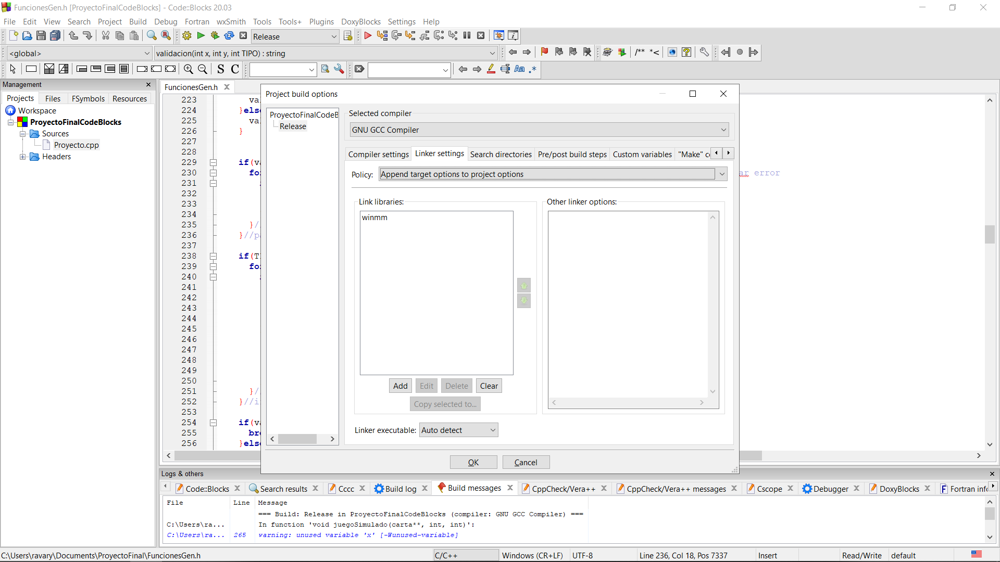 FuncionesGen.h [ProyectoFinalCodeBlocks] - Code::Blocks 20.03
File Edit View Search Project Build Debug Fortran wxSmith Tools Tools+ Plugins DoxyBlocks Settings Help
Release
<global> validacion(int x, int y, int TIPO) : string
/** *<
S C Aa .*
Management
Projects Files FSymbols Resources
Workspace
ProyectoFinalCodeBlocks
Sources
Proyecto.cpp
Headers
FuncionesGen.h
223 va
224 }els
225 va
226 }
227
228
229 if(v
230 fo error
231
232
233
234
235 }/
236 }//p
237
238 if(T
239 fo
240
241
242
243
244
245
246
247
248
249
250
251 }/
252 }//i
253
254 if(v
255 br
256 }els
Project build options
ProyectoFinalCodeB
Release
Selected compiler
GNU GCC Compiler
Compiler settings Linker settings Search directories Pre/post build steps Custom variables "Make" c
Policy: Append target options to project options
Link libraries: Other linker options:
winmm
Add Edit Delete Clear
Copy selected to...
Linker executable: Auto detect
OK Cancel
Logs & others
Code::Blocks Search results Cccc Build log Build messages CppCheck/Vera++ CppCheck/Vera++ messages Cscope Debugger DoxyBlocks Fortran info
File Line Message
=== Build: Release in ProyectoFinalCodeBlocks (compiler: GNU GCC Compiler) ===
C:\Users\ra... In function 'void juegoSimulado(carta**, int, int)':
C:\Users\ra... 265 warning: unused variable 'x' [-Wunused-variable]
C:\Users\ravary\Documents\ProyectoFinal\FuncionesGen.h C/C++ Windows (CR+LF) UTF-8 Line 236, Col 18, Pos 7337 Insert Read/Write default